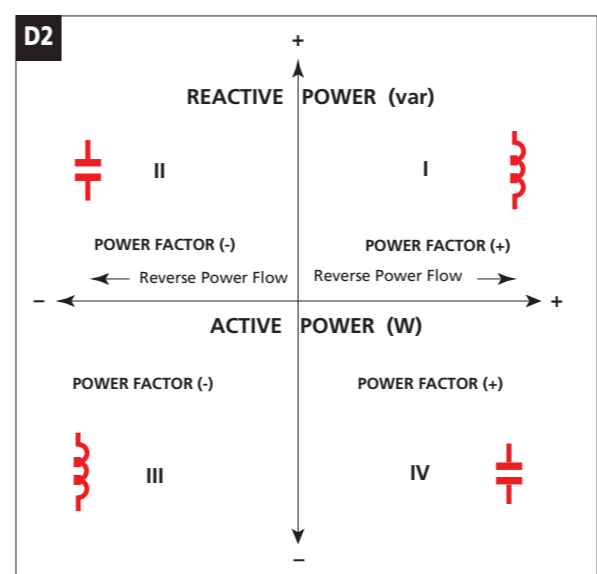 D2
+
REACTIVE POWER (var)
II
I
POWER FACTOR (-)
POWER FACTOR (+)
Reverse Power Flow
Reverse Power Flow
–
+
ACTIVE POWER (W)
POWER FACTOR (-)
POWER FACTOR (+)
III
IV
–